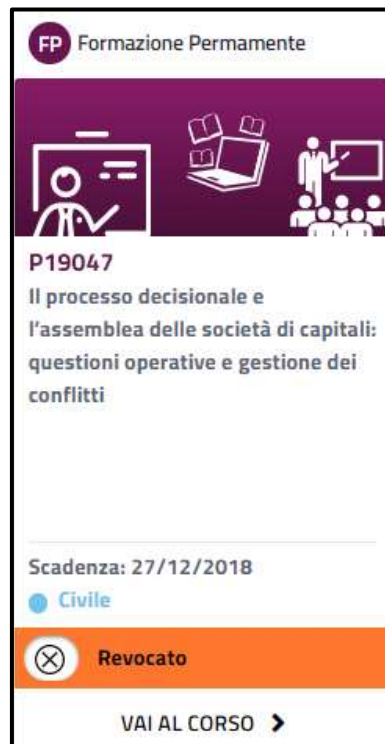 FP Formazione Permamente
P19047
Il processo decisionale e
l'assemblea delle società di capitali:
questioni operative e gestione dei
conflitti
Scadenza: 27/12/2018
Civile
Revocato
VAI AL CORSO